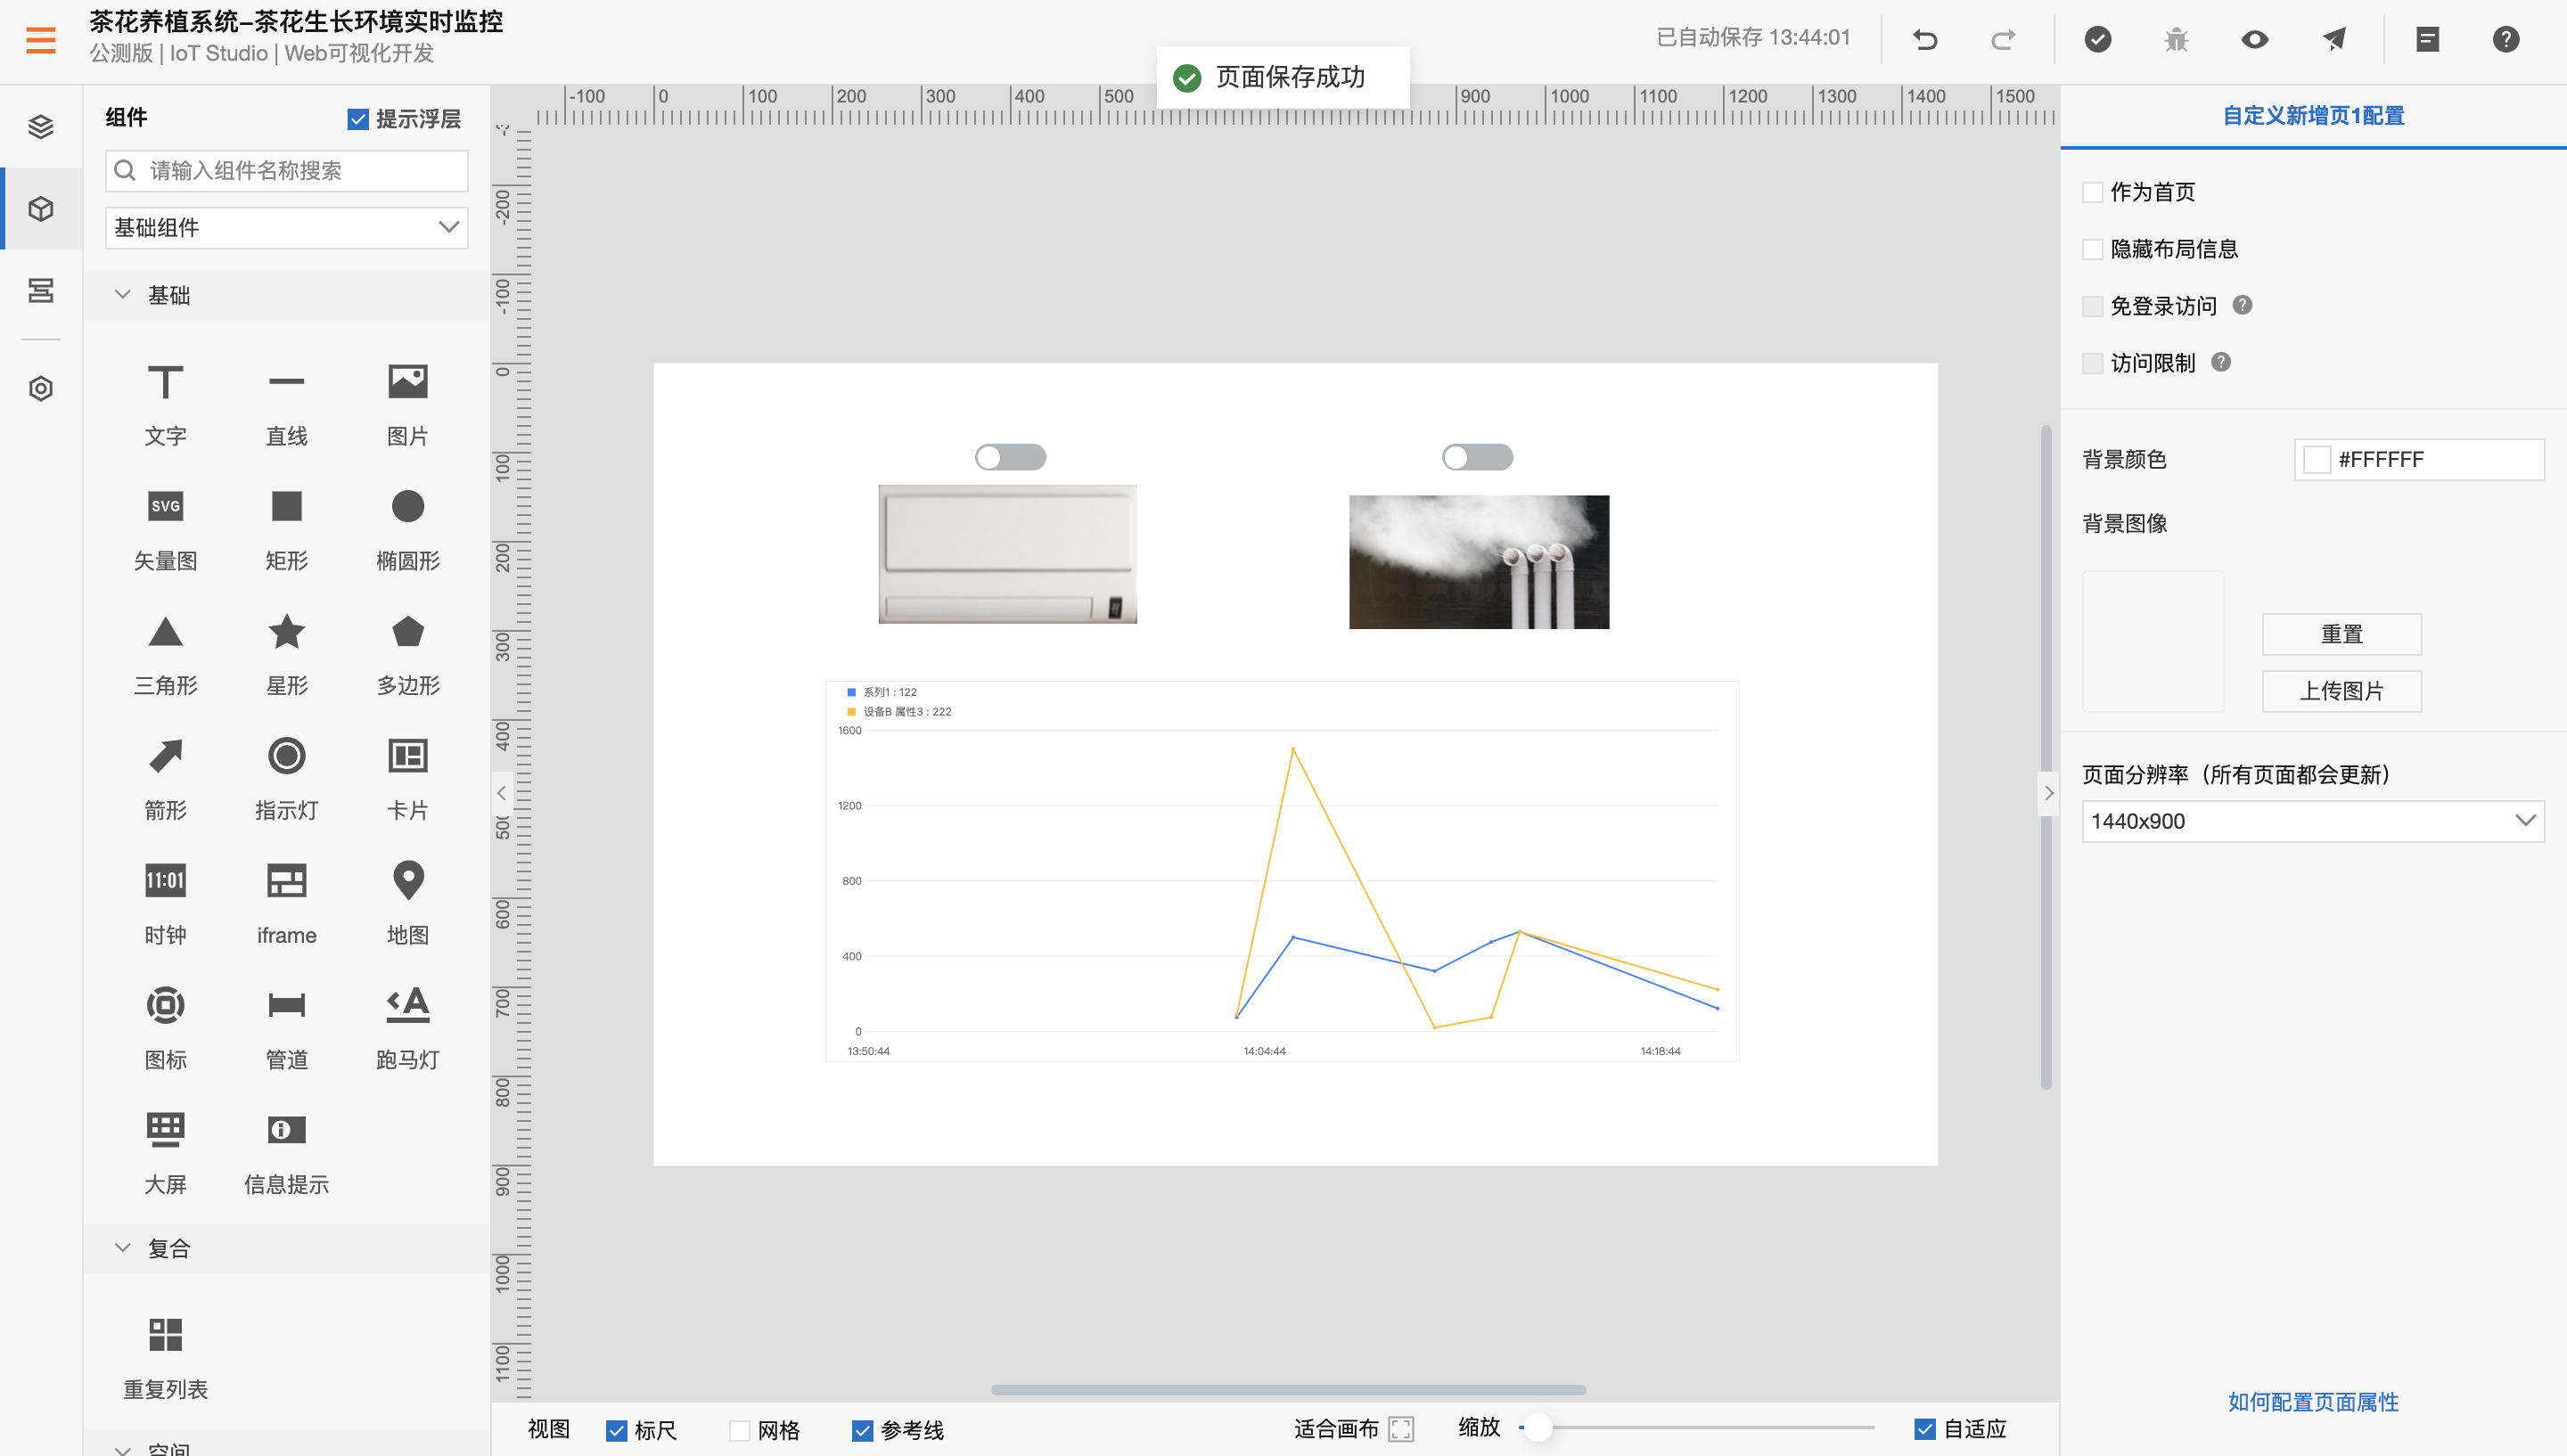 茶花养植系统-茶花生长环境实时监控
公测版 | IoT Studio | Web可视化开发
页面保存成功
已自动保存 13:44:01
组件
提示浮层
请输入组件名称搜索
基础组件
基础
文字 直线 图片
SVG
矢量图 矩形 椭圆形
三角形 星形 多边形
箭形 指示灯 卡片
11:01
时钟 iframe 地图
图标 管道 跑马灯
大屏 信息提示
复合
重复列表
空间
-100 0 100 200 300 400 500 900 1000 1100 1200 1300 1400 1500
-200
-100
0
100
200
300
400
500
600
700
800
900
1000
1100
系列1 : 122
设备B 属性3 : 222
1600
1200
800
400
0
13:50:44 14:04:44 14:18:44
视图 标尺 网格 参考线 适合画布 缩放 自适应
自定义新增页1配置
作为首页
隐藏布局信息
免登录访问
访问限制
背景颜色 #FFFFFF
背景图像
重置
上传图片
页面分辨率（所有页面都会更新）
1440x900
如何配置页面属性